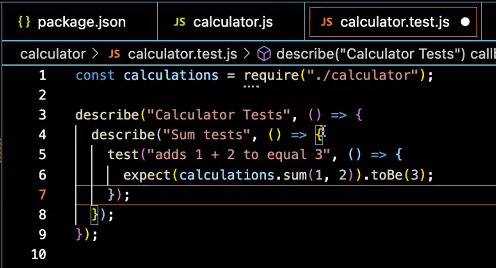 { } package.json JS calculator.js JS calculator.test.js
calculator > JS calculator.test.js > describe("Calculator Tests") call
1 const calculations = require("./calculator");
2
3 describe("Calculator Tests", () => {
4 describe("Sum tests", () => {
5 test("adds 1 + 2 to equal 3", () => {
6 expect(calculations.sum(1, 2)).toBe(3);
7 });
8 });
9 });
10